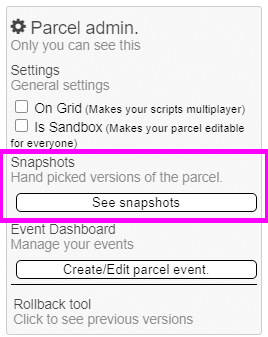 Parcel admin.
Only you can see this
Settings
General settings
On Grid (Makes your scripts multiplayer)
Is Sandbox (Makes your parcel editable
for everyone)
Snapshots
Hand picked versions of the parcel.
See snapshots
Event Dashboard
Manage your events
Create/Edit parcel event.
Rollback tool
Click to see previous versions